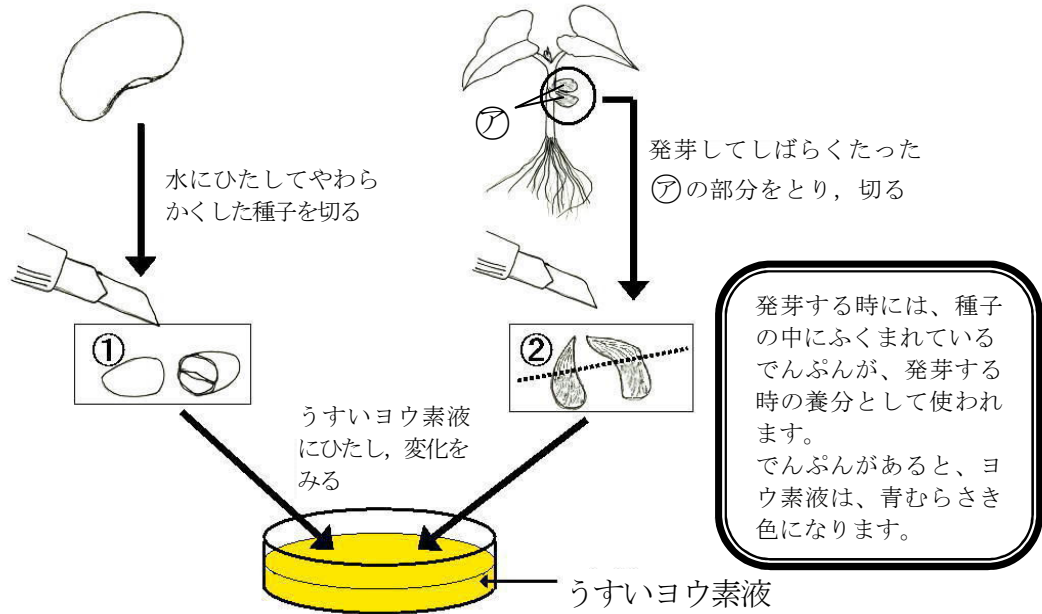 ㋐
水にひたしてやわら
かくした種子を切る
発芽してしばらくたった
㋐の部分をとり，切る
①
②
うすいヨウ素液
にひたし，変化を
みる
発芽する時には、種子
の中にふくまれている
でんぷんが、発芽する
時の養分として使われ
ます。
でんぷんがあると、ヨ
ウ素液は、青むらさき
色になります。
うすいヨウ素液